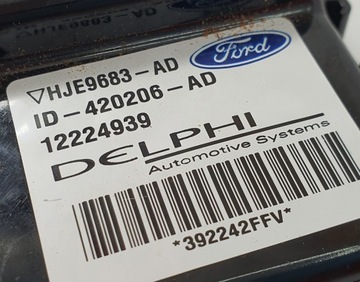 ▽HJE9683-AD
Ford
ID-420206-AD
12224939
DELPHI
Automotive Systems
*392242FFV*